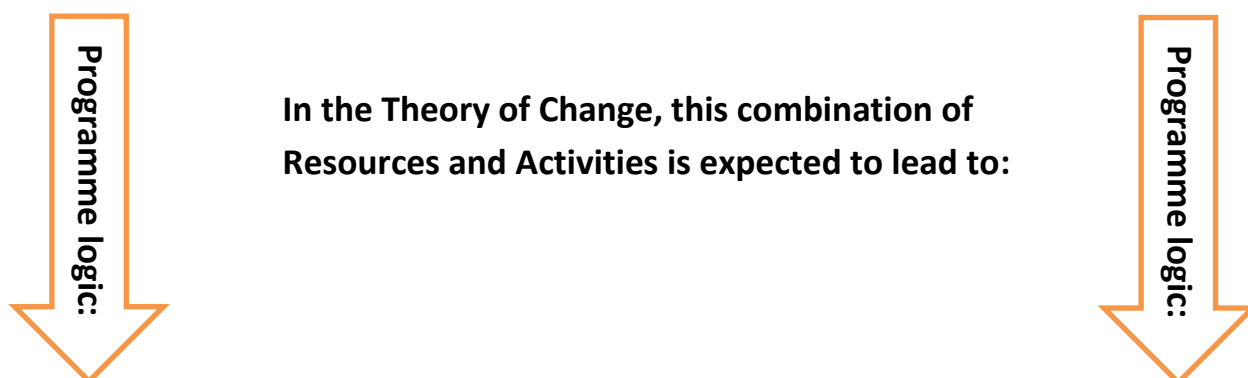 Programme logic::
In the Theory of Change, this combination of
Resources and Activities is expected to lead to:
Programme logic::